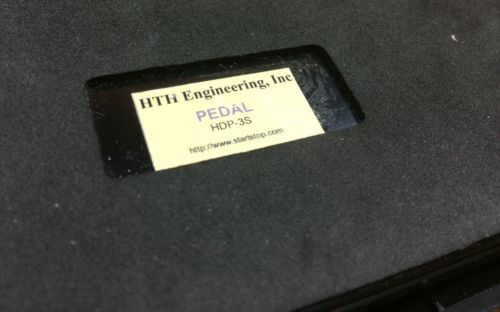 HTH Engineering, Inc
PEDAL
HDP-3S
http://www.startstop.com